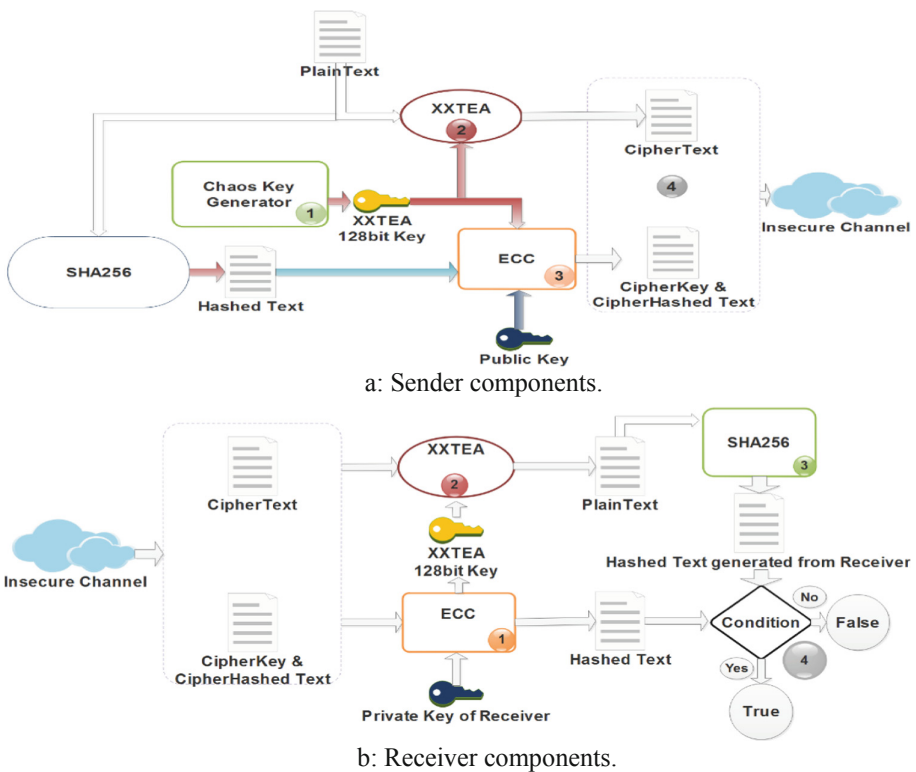 PlainText
XXTEA
2
CipherText
Chaos Key
Generator
1
XXTEA
128bit Key
4
Insecure Channel
SHA256
Hashed Text
ECC
3
CipherKey &
CipherHashed Text
Public Key
a: Sender components.
XXTEA
2
CipherText
PlainText
SHA256
3
Insecure Channel
XXTEA
128bit Key
Hashed Text generated from Receiver
ECC
1
CipherKey &
CipherHashed Text
Hashed Text
Condition
No
False
Yes
4
True
Private Key of Receiver
b: Receiver components.